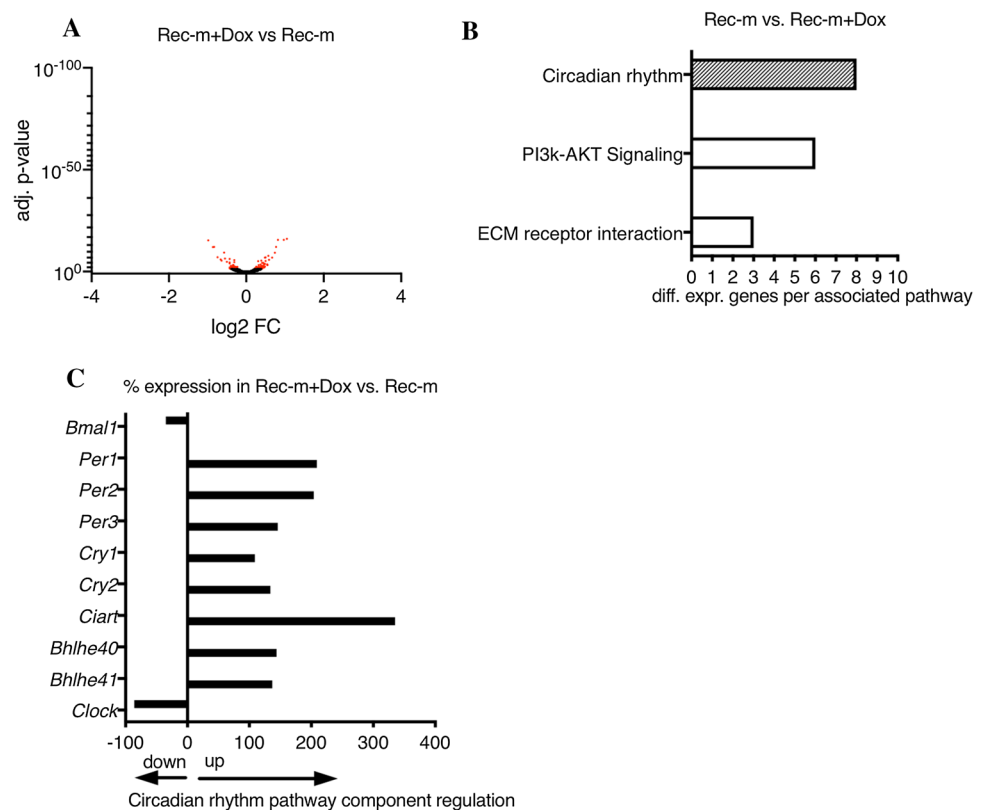 A
Rec-m+Dox vs Rec-m
adj. p-value
10-100
10-50
100
-4 -2 0 2 4
log2 FC
B
Rec-m vs. Rec-m+Dox
Circadian rhythm
PI3k-AKT Signaling
ECM receptor interaction
0 1 2 3 4 5 6 7 8 9 10
diff. expr. genes per associated pathway
C
% expression in Rec-m+Dox vs. Rec-m
Bmal1
Per1
Per2
Per3
Cry1
Cry2
Ciart
Bhlhe40
Bhlhe41
Clock
-100 0 100 200 300 400
down up
Circadian rhythm pathway component regulation